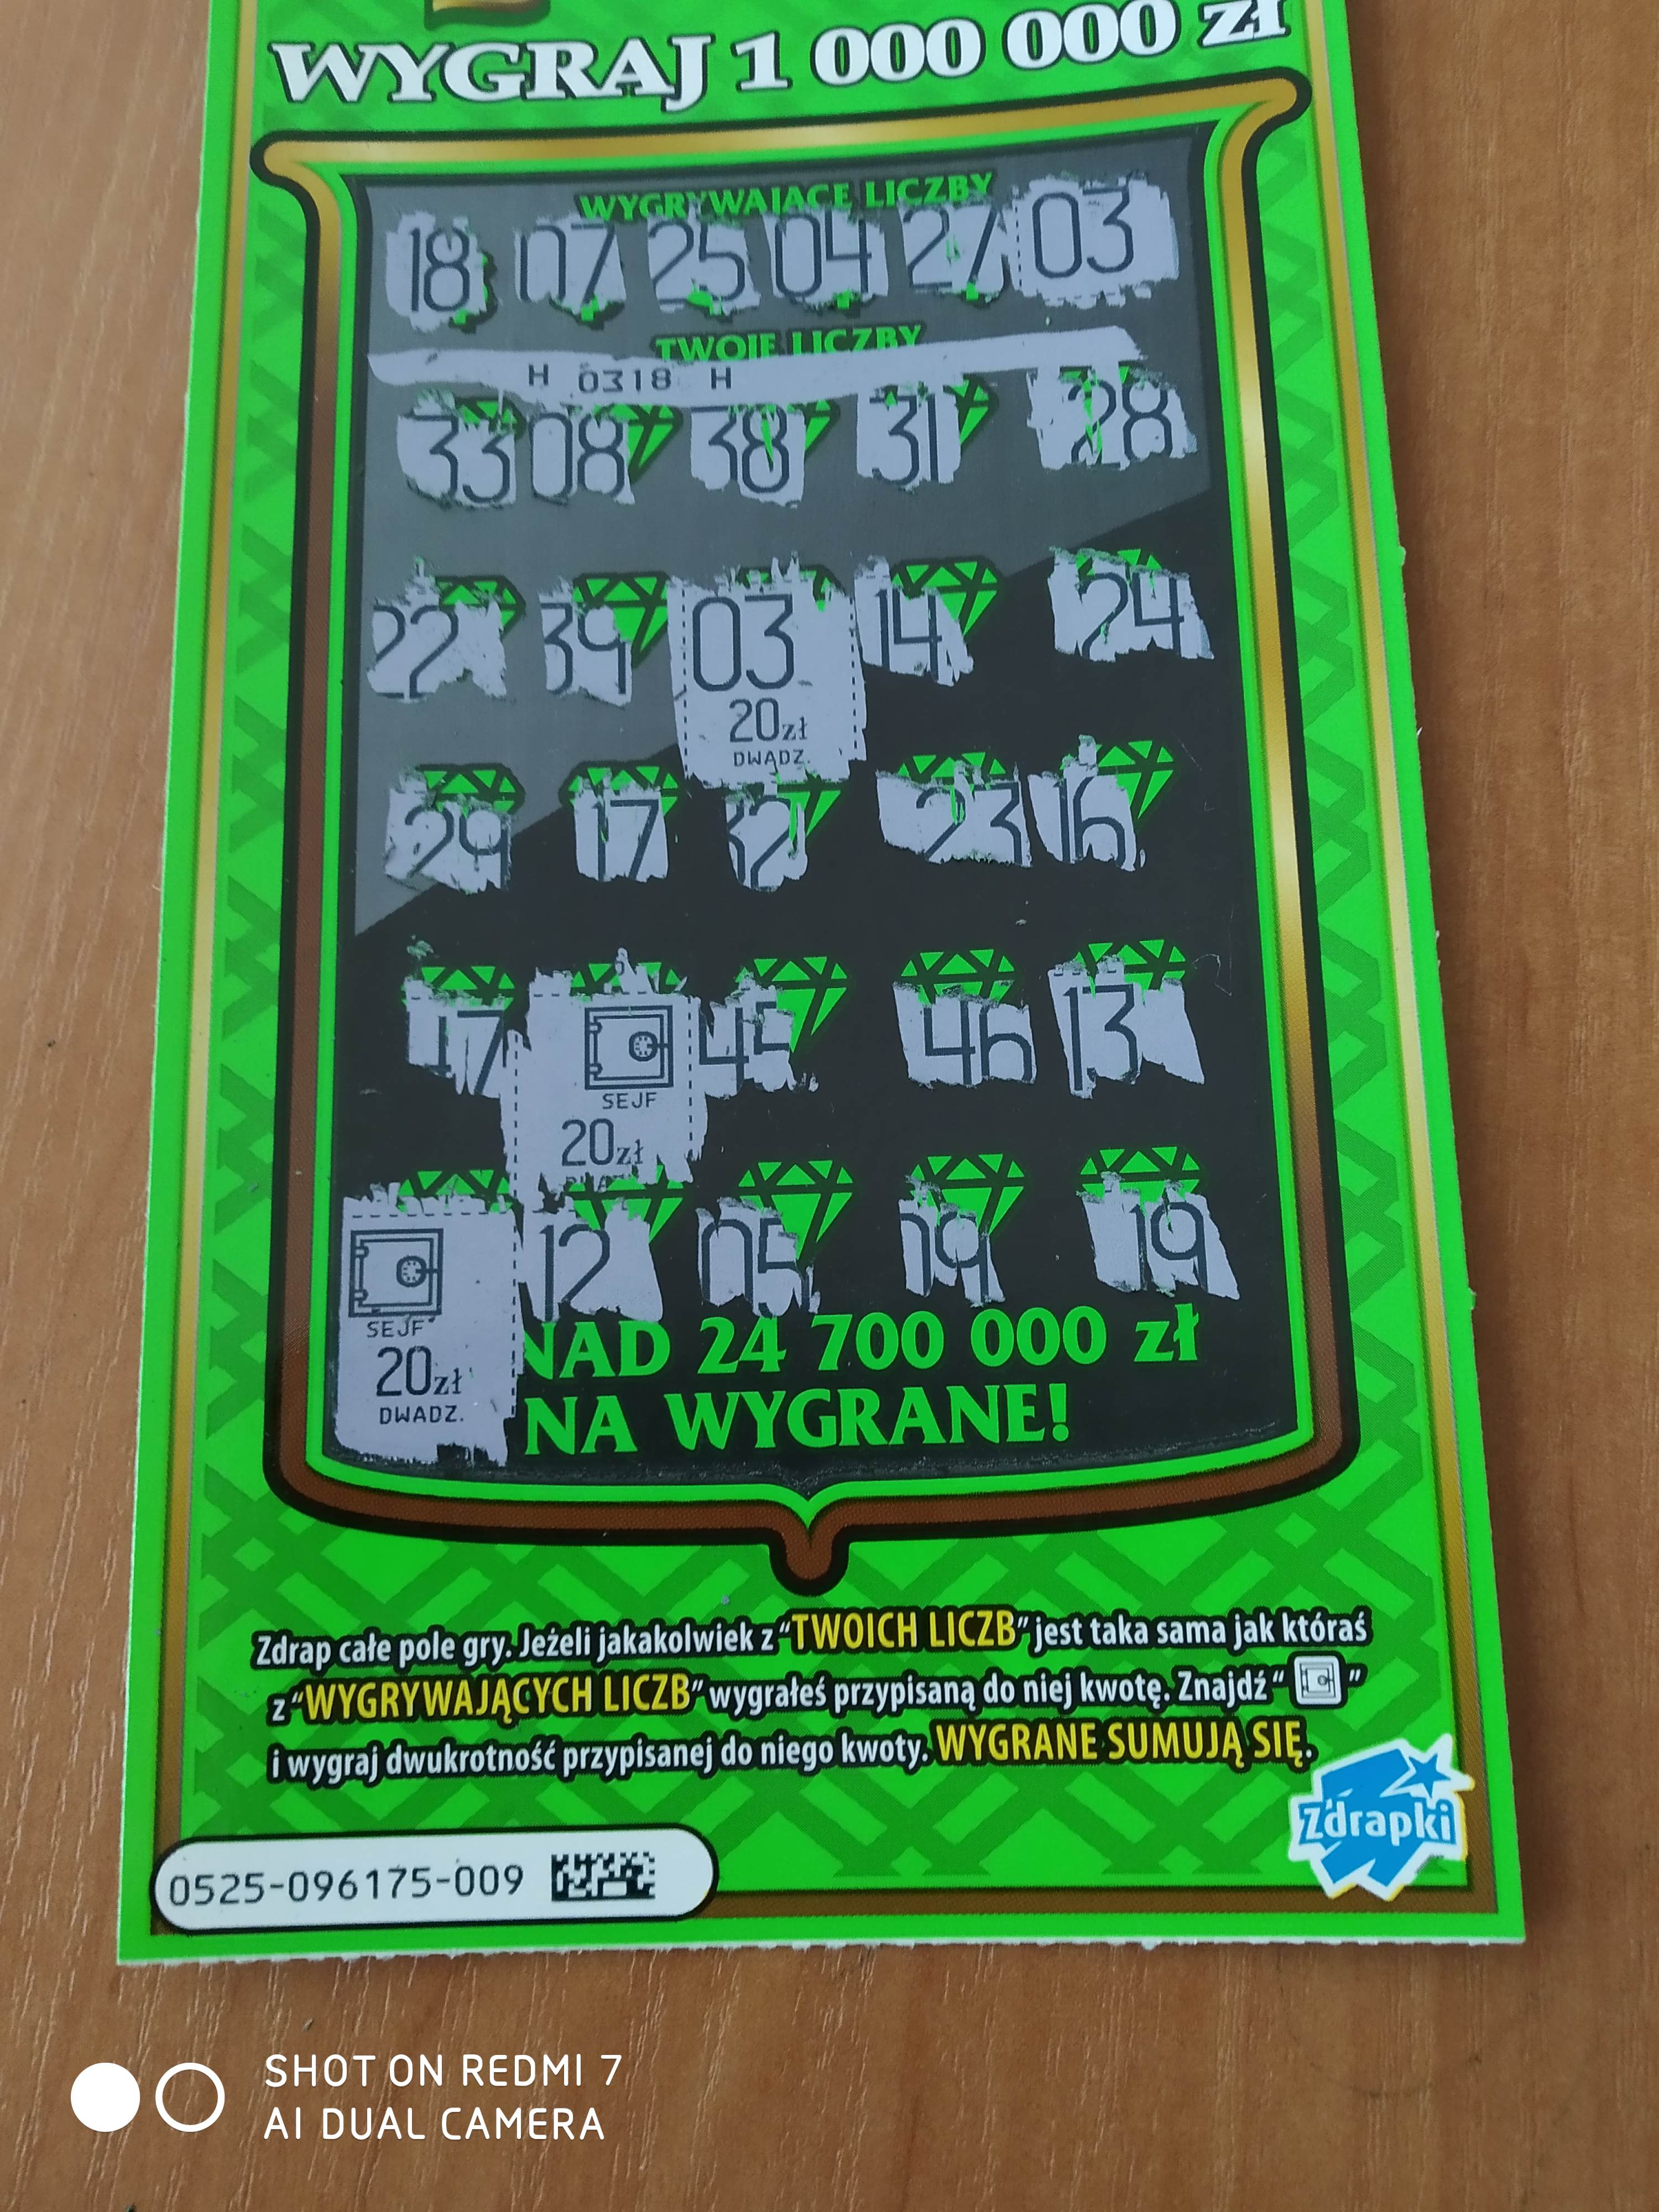 WYGRAJ 1 000 000 zł
WYGRYWAJĄCE LICZBY
18 07 25 04 27 03
TWOJE LICZBY
H 0318 H
33 08 38 31 28
22 39 03 14 24
20zł
DWADZ.
29 17 32 23 16
17 45 46 13
SEJF
20zł
12 05 19 19
SEJF
20zł
DWADZ.
NAD 24 700 000 zł
NA WYGRANE!
Zdrap całe pole gry. Jeżeli jakakolwiek z "TWOICH LICZB" jest taka sama jak któraś
z "WYGRYWAJĄCYCH LICZB" wygrałeś przypisaną do niej kwotę. Znajdź " "
i wygraj dwukrotność przypisanej do niego kwoty. WYGRANE SUMUJĄ SIĘ.
Zdrapki
0525-096175-009
SHOT ON REDMI 7
AI DUAL CAMERA